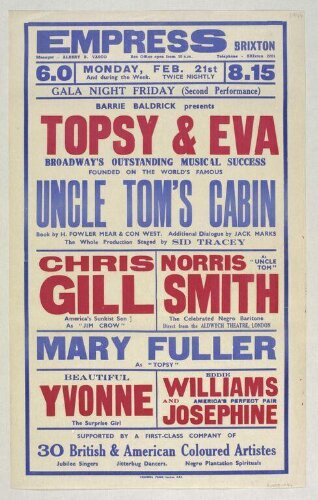 EMPRESS BRIXTON
Manager - ALBERT D. VASCO Box Office open from 10 a.m. Telephone - BRIxton
6.0 MONDAY, FEB. 21st 8.15
And during the Week. TWICE NIGHTLY
GALA NIGHT FRIDAY (Second Performance)
BARRIE BALDRICK presents
TOPSY & EVA
BROADWAY'S OUTSTANDING MUSICAL SUCCESS
FOUNDED ON THE WORLD'S FAMOUS
UNCLE TOM'S CABIN
Book by H. FOWLER MEAR & CON WEST. Additional Dialogue by JACK MARKS
The Whole Production Staged by SID TRACEY
CHRIS
GILL
America's Sunkist Son
As "JIM CROW"
NORRIS As "UNCLE TOM"
SMITH
The Celebrated Negro Baritone
Direct from the ALDWYCH THEATRE, LONDON
MARY FULLER
As "TOPSY"
BEAUTIFUL
YVONNE
The Surprise Girl
EDDIE
WILLIAMS
AND AMERICA'S PERFECT PAIR
JOSEPHINE
SUPPORTED BY A FIRST-CLASS COMPANY OF
30 British & American Coloured Artistes
Jubilee Singers Jitterbug Dancers. Negro Plantation Spirituals